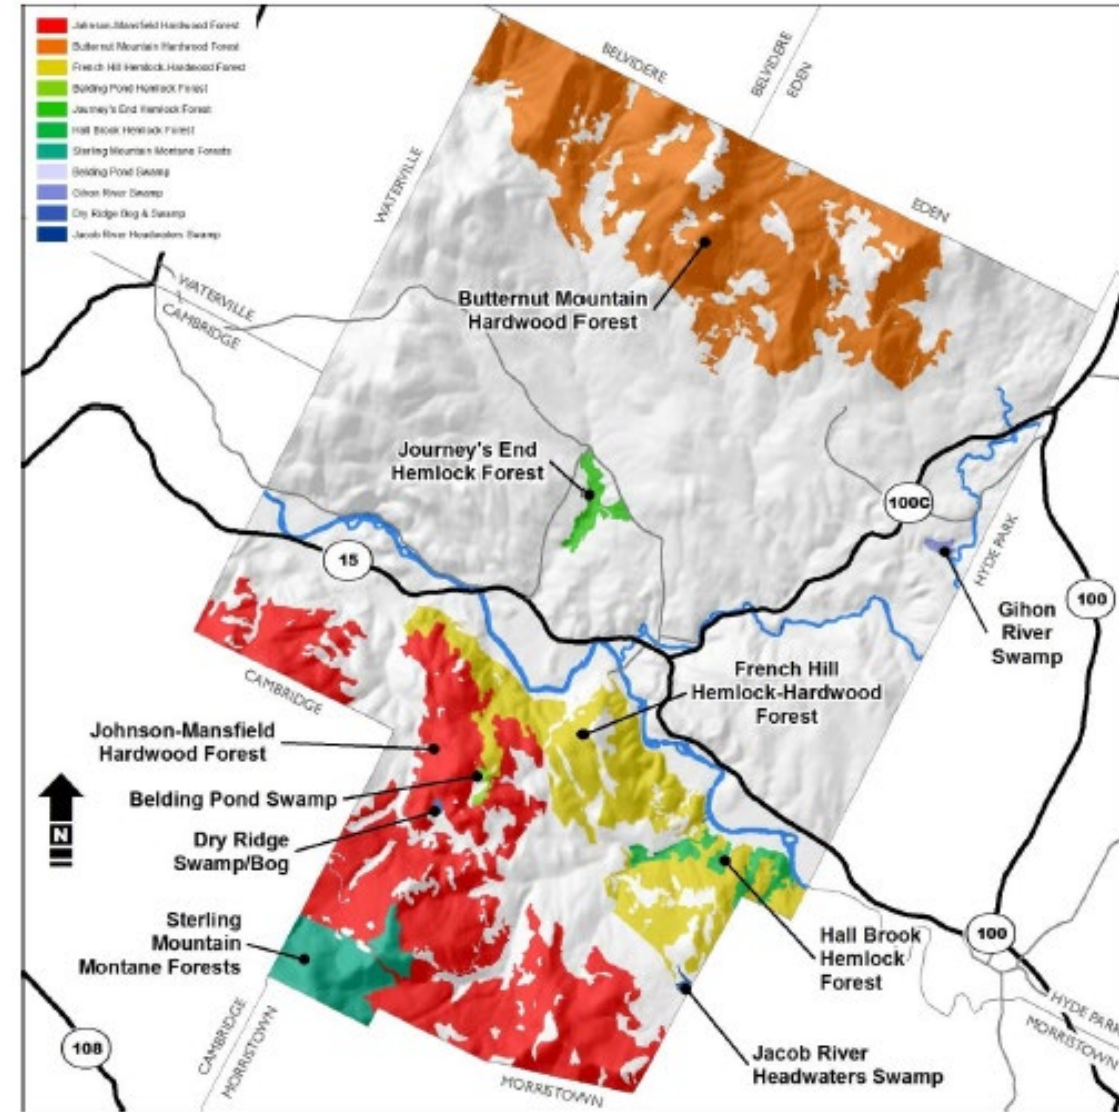 Johnson-Mansfield Hardwood Forest
Butternut Mountain Hardwood Forest
French Hill Hemlock-Hardwood Forest
Belding Pond Hemlock Forest
Journey's End Hemlock Forest
Hall Brook Hemlock Forest
Sterling Mountain Montane Forests
Belding Pond Swamp
Gihon River Swamp
Dry Ridge Bog & Swamp
Jacob River Headwaters Swamp
BELVIDERE
BELVIDERE
EDEN
WATERVILLE
EDEN
WATERVILLE
CAMBRIDGE
Butternut Mountain
Hardwood Forest
Journey's End
Hemlock Forest
100C
15
HYDE PARK
100
Gihon
River
Swamp
CAMBRIDGE
French Hill
Hemlock-Hardwood
Forest
Johnson-Mansfield
Hardwood Forest
Belding Pond Swamp
N
Dry Ridge
Swamp/Bog
Sterling
Mountain
Montane Forests
Hall Brook
Hemlock
Forest
100
HYDE PARK
MORRISTOWN
108
CAMBRIDGE
MORRISTOWN
MORRISTOWN
Jacob River
Headwaters Swamp